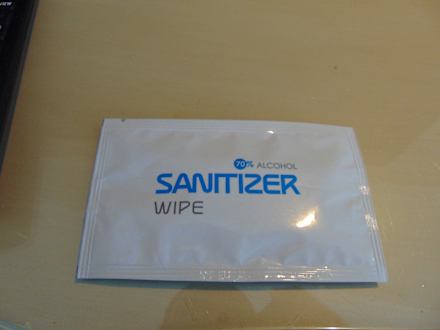 70% ALCOHOL
SANITIZER
WIPE